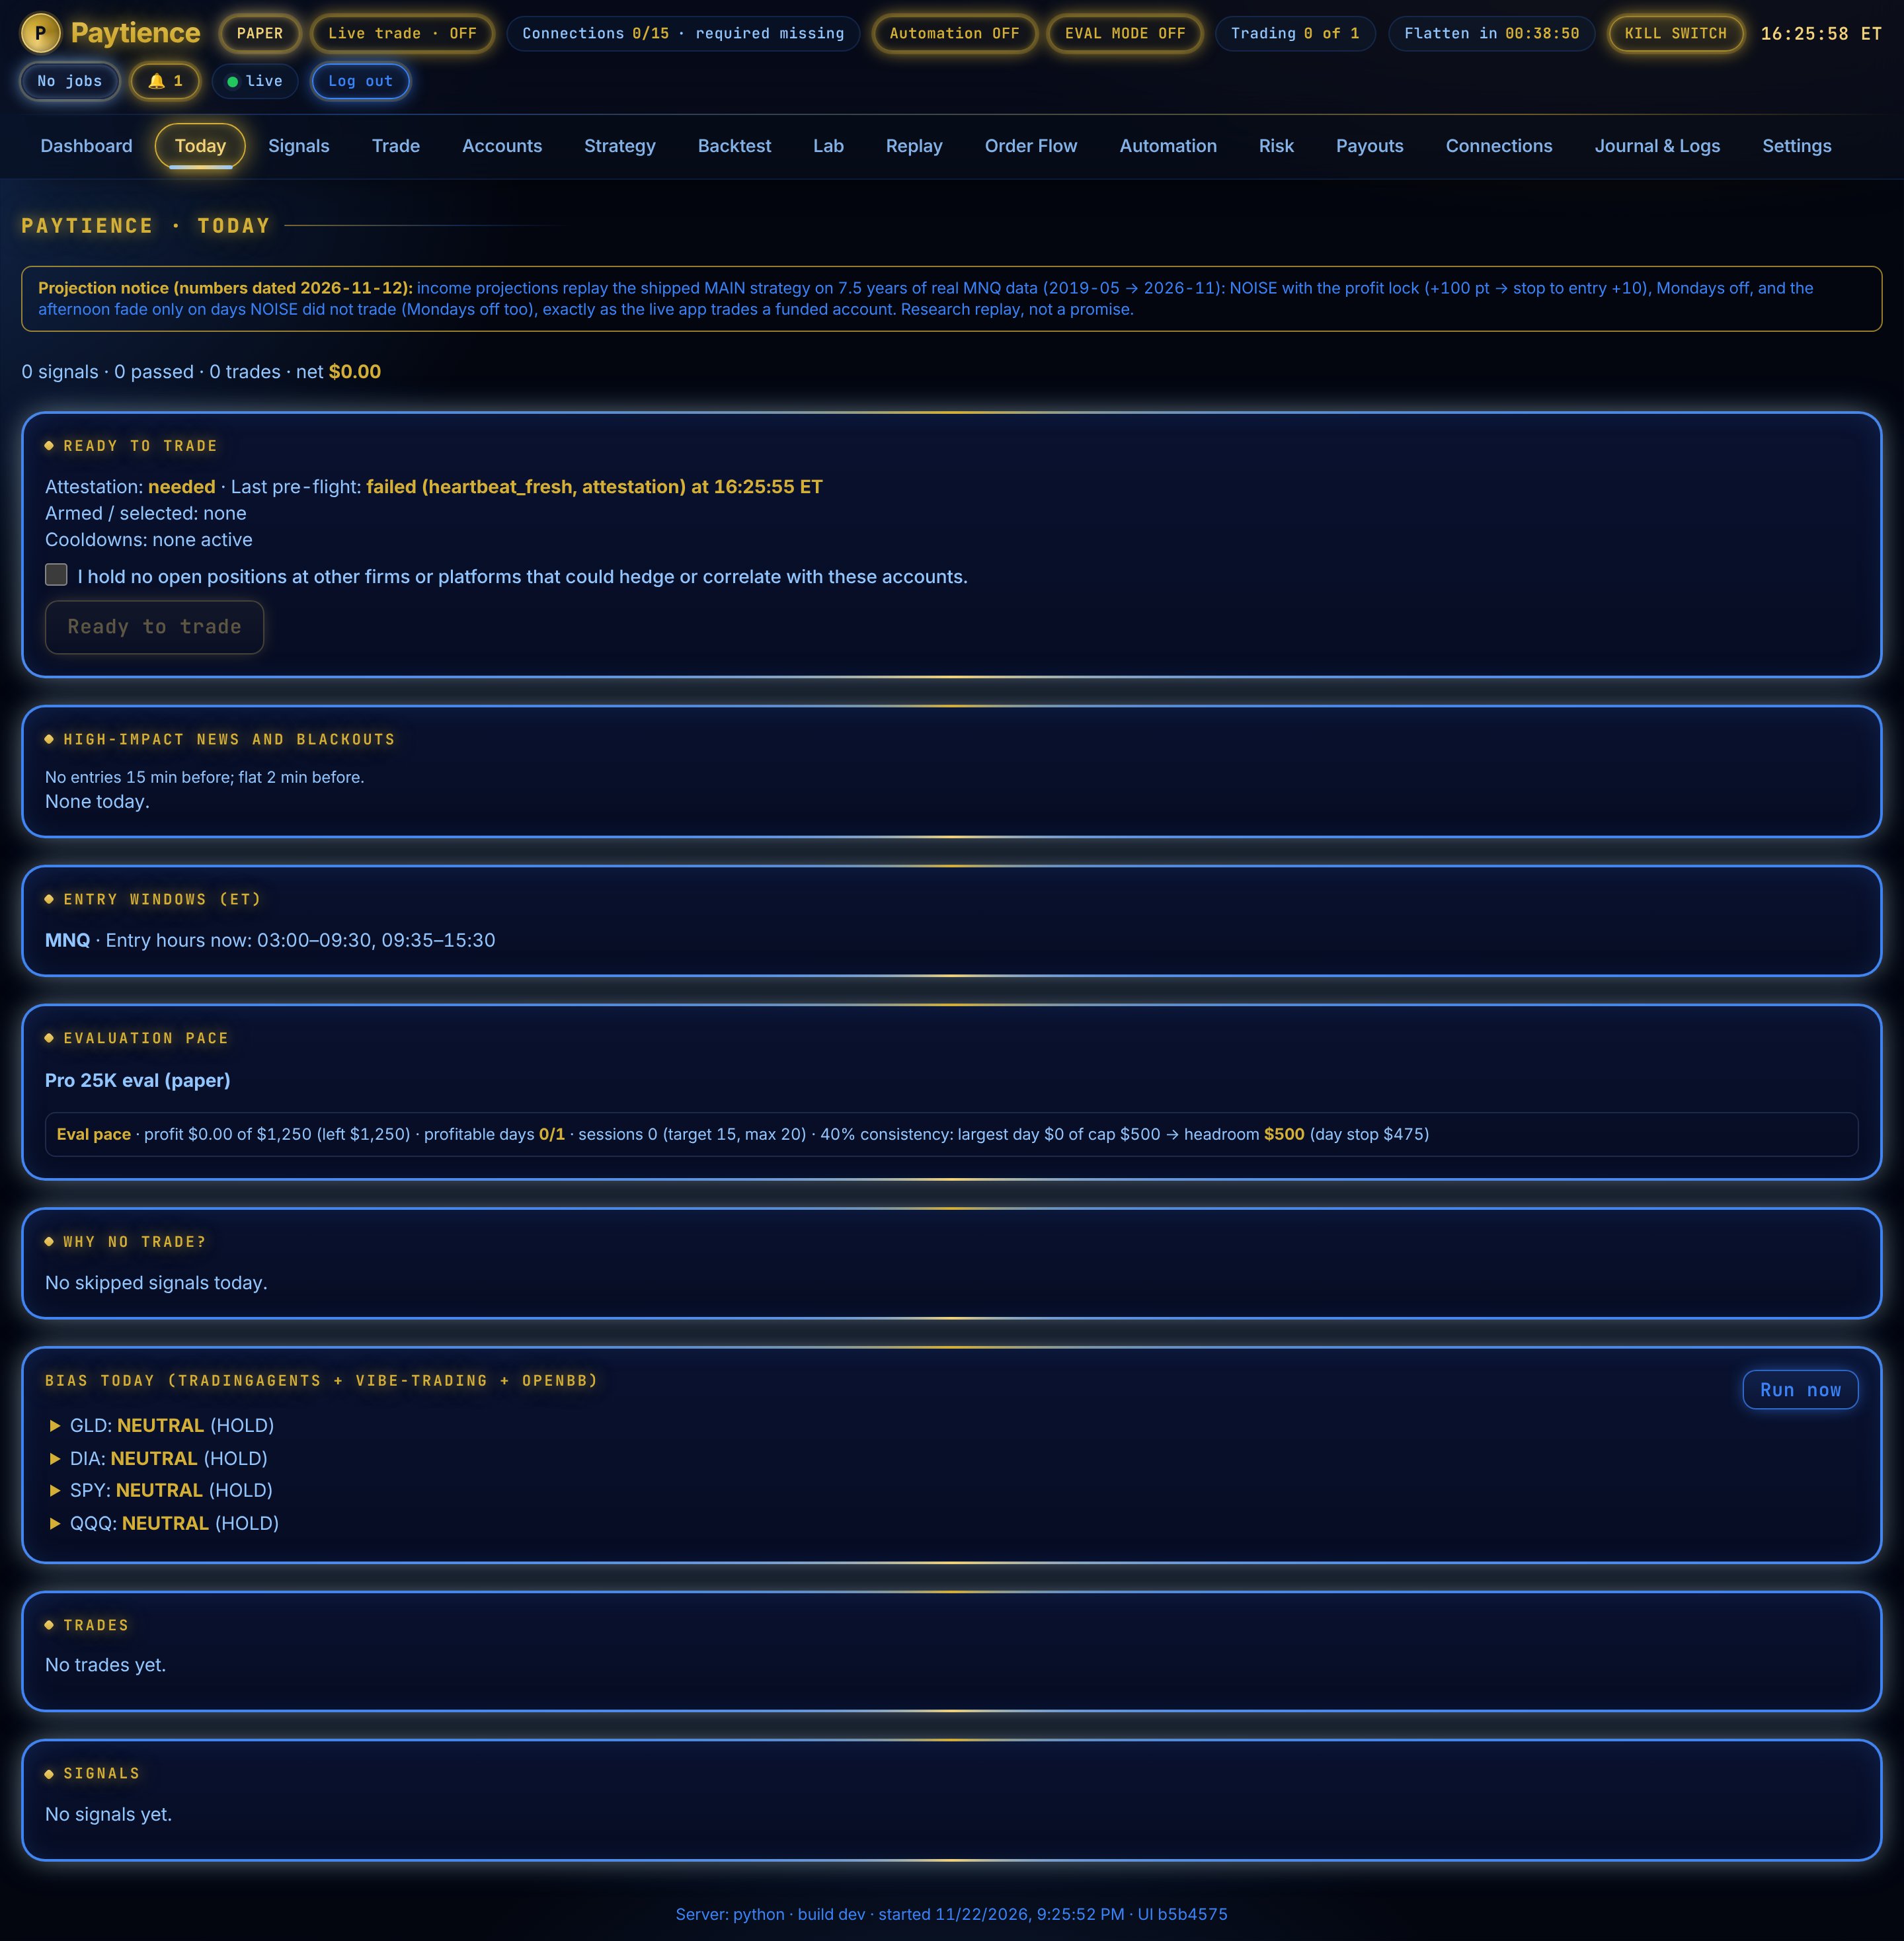 P Paytience PAPER Live trade · OFF Connections 0/15 · required missing Automation OFF EVAL MODE OFF Trading 0 of 1 Flatten in 00:38:50 KILL SWITCH 16:25:58 ET
No jobs 🔔 1 live Log out
Dashboard Today Signals Trade Accounts Strategy Backtest Lab Replay Order Flow Automation Risk Payouts Connections Journal & Logs Settings
PAYTIENCE · TODAY
Projection notice (numbers dated 2026-11-12): income projections replay the shipped MAIN strategy on 7.5 years of real MNQ data (2019-05 → 2026-11): NOISE with the profit lock (+100 pt → stop to entry +10), Mondays off, and the
afternoon fade only on days NOISE did not trade (Mondays off too), exactly as the live app trades a funded account. Research replay, not a promise.
0 signals · 0 passed · 0 trades · net $0.00
READY TO TRADE
Attestation: needed · Last pre-flight: failed (heartbeat_fresh, attestation) at 16:25:55 ET
Armed / selected: none
Cooldowns: none active
I hold no open positions at other firms or platforms that could hedge or correlate with these accounts.
Ready to trade
HIGH-IMPACT NEWS AND BLACKOUTS
No entries 15 min before; flat 2 min before.
None today.
ENTRY WINDOWS (ET)
MNQ · Entry hours now: 03:00–09:30, 09:35–15:30
EVALUATION PACE
Pro 25K eval (paper)
Eval pace · profit $0.00 of $1,250 (left $1,250) · profitable days 0/1 · sessions 0 (target 15, max 20) · 40% consistency: largest day $0 of cap $500 → headroom $500 (day stop $475)
WHY NO TRADE?
No skipped signals today.
BIAS TODAY (TRADINGAGENTS + VIBE-TRADING + OPENBB) Run now
▶ GLD: NEUTRAL (HOLD)
▶ DIA: NEUTRAL (HOLD)
▶ SPY: NEUTRAL (HOLD)
▶ QQQ: NEUTRAL (HOLD)
TRADES
No trades yet.
SIGNALS
No signals yet.
Server: python · build dev · started 11/22/2026, 9:25:52 PM · UI b5b4575